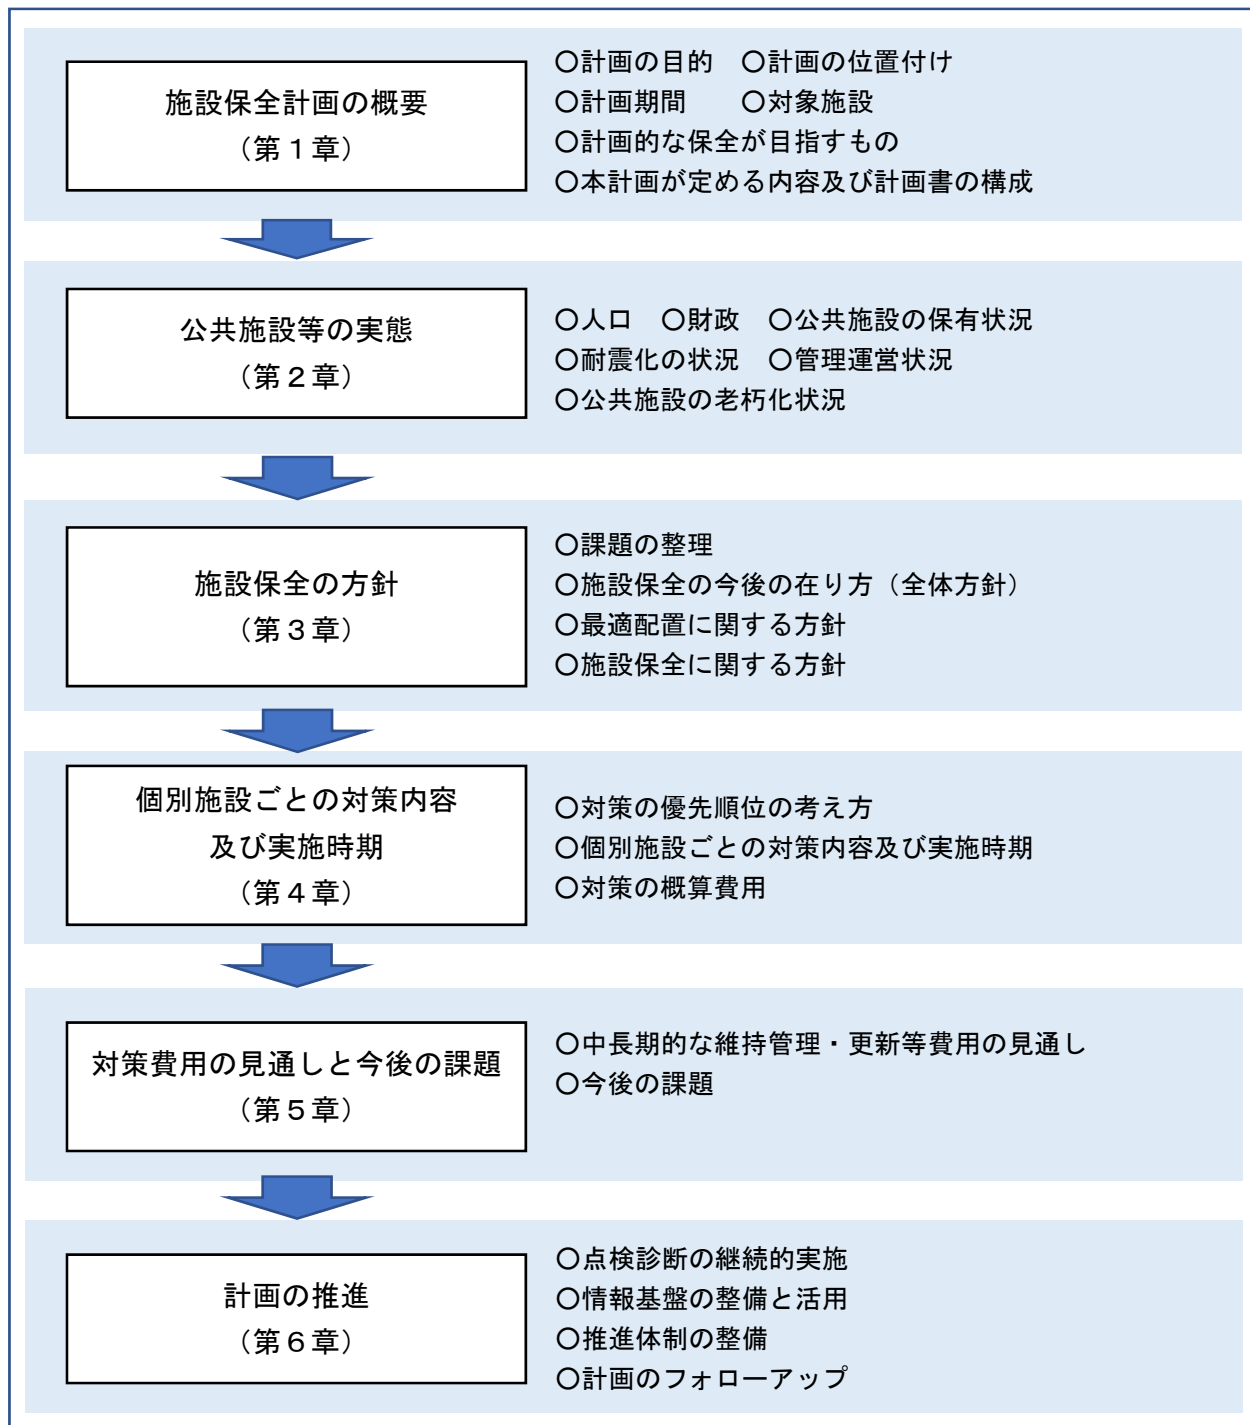 施設保全計画の概要
（第１章）
〇計画の目的　〇計画の位置付け
〇計画期間　　〇対象施設
〇計画的な保全が目指すもの
〇本計画が定める内容及び計画書の構成
公共施設等の実態
（第２章）
〇人口　〇財政　〇公共施設の保有状況
〇耐震化の状況　〇管理運営状況
〇公共施設の老朽化状況
施設保全の方針
（第３章）
〇課題の整理
〇施設保全の今後の在り方（全体方針）
〇最適配置に関する方針
〇施設保全に関する方針
個別施設ごとの対策内容
及び実施時期
（第４章）
〇対策の優先順位の考え方
〇個別施設ごとの対策内容及び実施時期
〇対策の概算費用
対策費用の見通しと今後の課題
（第５章）
〇中長期的な維持管理・更新等費用の見通し
〇今後の課題
計画の推進
（第６章）
〇点検診断の継続的実施
〇情報基盤の整備と活用
〇推進体制の整備
〇計画のフォローアップ